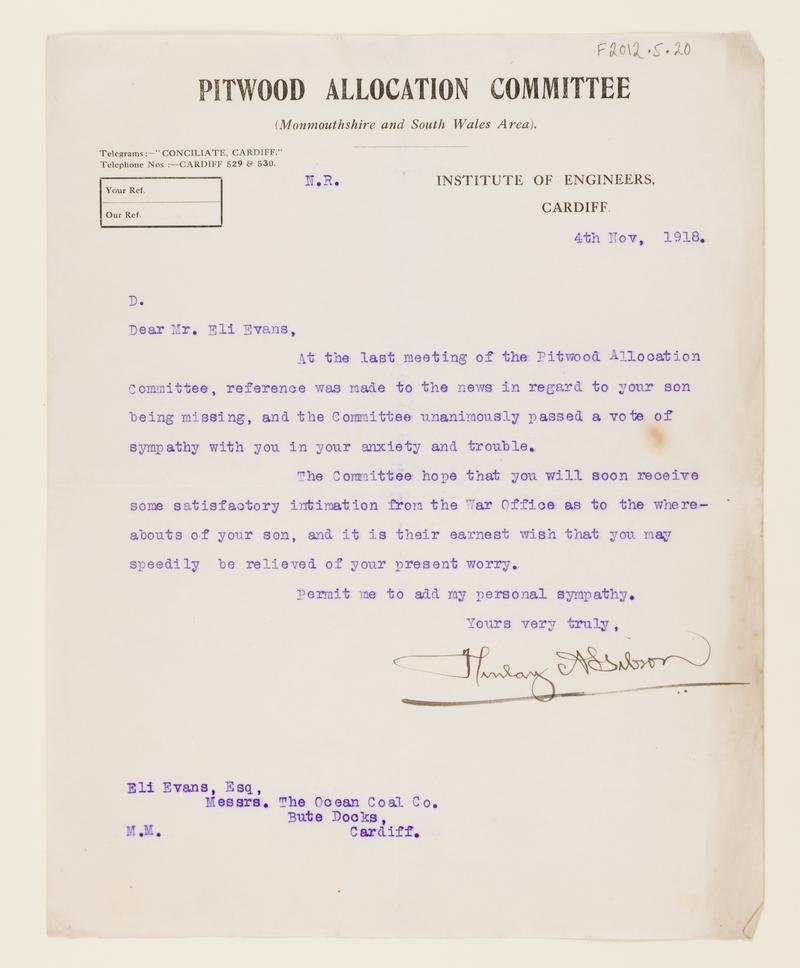 F2012.5.20
PITWOOD ALLOCATION COMMITTEE
(Monmouthshire and South Wales Area).
Telegrams:—"CONCILIATE, CARDIFF."
Telephone Nos.:—CARDIFF 529 & 530.
Your Ref.
Our Ref.
N.R.
INSTITUTE OF ENGINEERS,
CARDIFF.
4th Nov, 1918.
D.
Dear Mr. Eli Evans,
At the last meeting of the Pitwood Allocation
Committee, reference was made to the news in regard to your son
being missing, and the Committee unanimously passed a vote of
sympathy with you in your anxiety and trouble.
The Committee hope that you will soon receive
some satisfactory intimation from the War Office as to the where-
abouts of your son, and it is their earnest wish that you may
speedily be relieved of your present worry.
Permit me to add my personal sympathy.
Yours very truly,
Finlay A Gibson
Eli Evans, Esq,
Messrs. The Ocean Coal Co.
Bute Docks,
M.M. Cardiff.